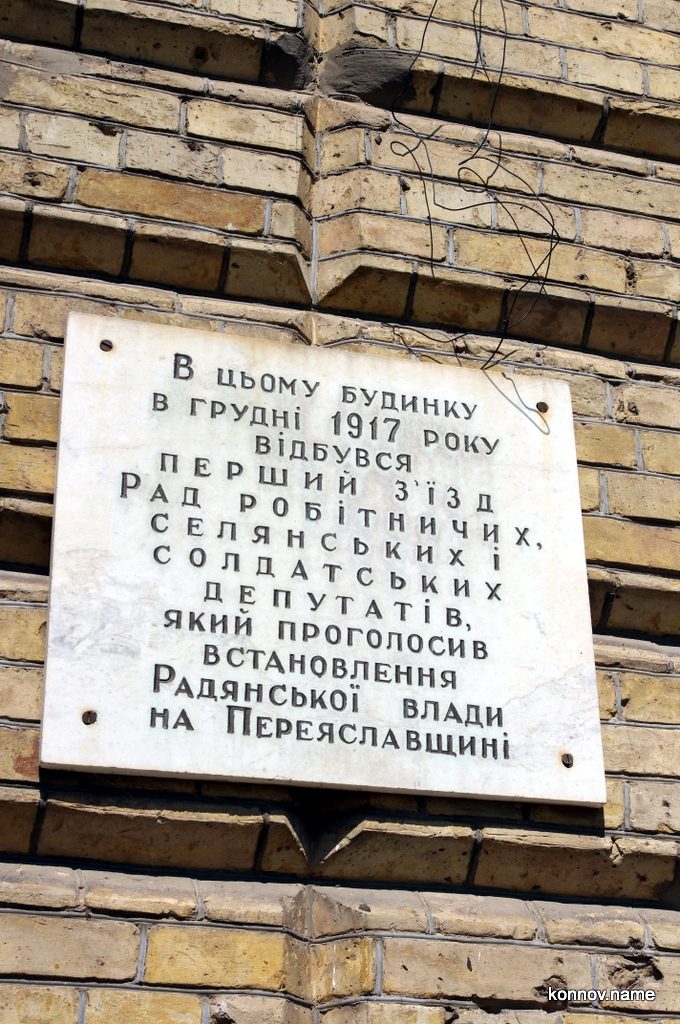 В цьому будинку
в грудні 1917 року
відбувся
перший з'їзд
Рад робітничих,
селянських і
солдатських
депутатів,
який проголосив
встановлення
Радянської влади
на Переяславщині
konnov.name